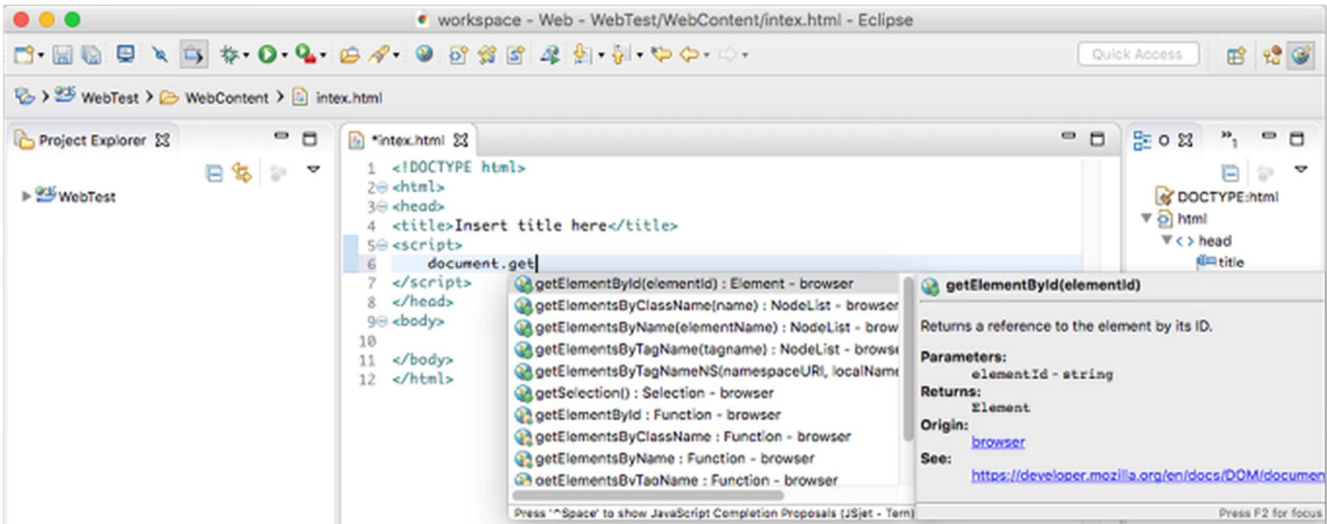 workspace - Web - WebTest/WebContent/intex.html - Eclipse
Quick Access
WebTest > WebContent > intex.html
Project Explorer
WebTest
*intex.html
1 <!DOCTYPE html>
2 <html>
3 <head>
4 <title>Insert title here</title>
5 <script>
6 document.get
7 </script>
8 </head>
9 <body>
10
11 </body>
12 </html>
getElementById(elementId) : Element - browser
getElementsByClassName(name) : NodeList - browser
getElementsByName(elementName) : NodeList - brow
getElementsByTagName(tagname) : NodeList - browse
getElementsByTagNameNS(namespaceURI, localName
getSelection() : Selection - browser
getElementById : Function - browser
getElementsByClassName : Function - browser
getElementsByName : Function - browser
getElementsByTagName : Function - browser
Press '^Space' to show JavaScript Completion Proposals (JSjet - Tern)
getElementById(elementId)
Returns a reference to the element by its ID.
Parameters:
elementId - string
Returns:
Element
Origin:
browser
See:
https://developer.mozilla.org/en/docs/DOM/documen
Press F2 for focus
O
»1
DOCTYPE:html
html
head
title